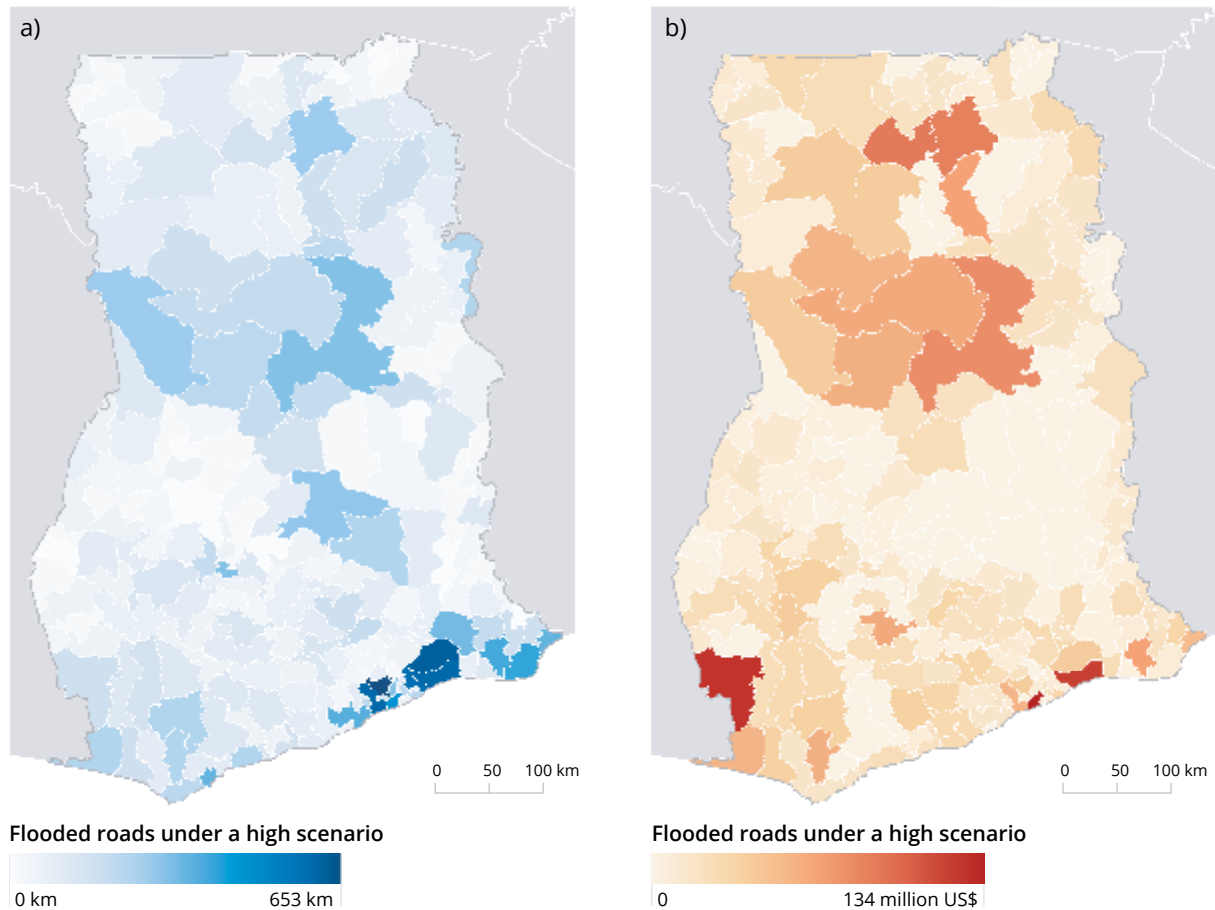 a)
0 50 100 km
Flooded roads under a high scenario
0 km 653 km
b)
0 50 100 km
Flooded roads under a high scenario
0 134 million US$